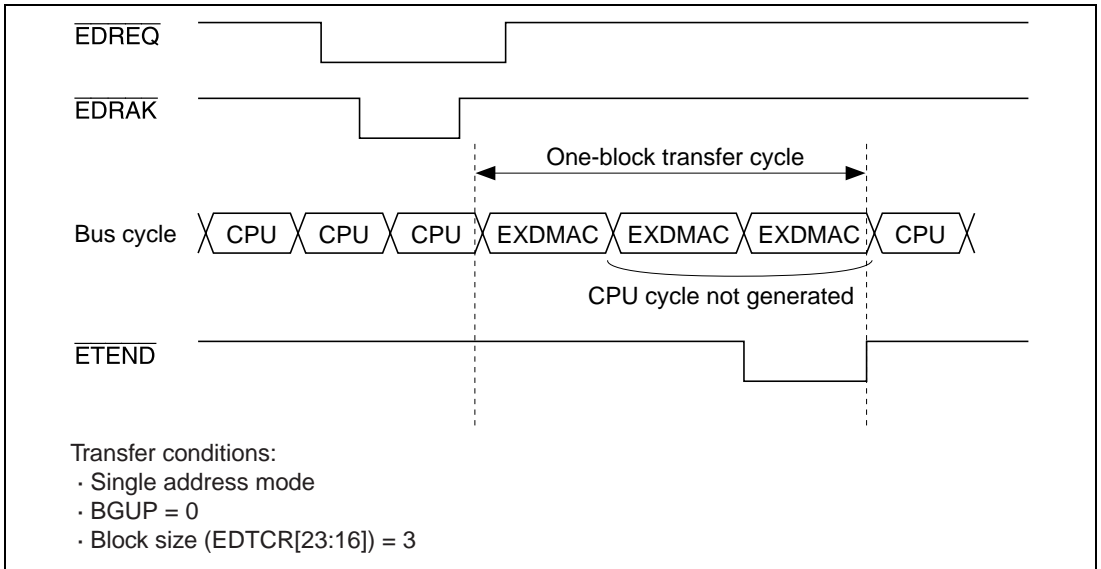 EDREQ
EDRAK
One-block transfer cycle
Bus cycle CPU CPU CPU EXDMAC EXDMAC EXDMAC CPU
CPU cycle not generated
ETEND
Transfer conditions:
· Single address mode
· BGUP = 0
· Block size (EDTCR[23:16]) = 3